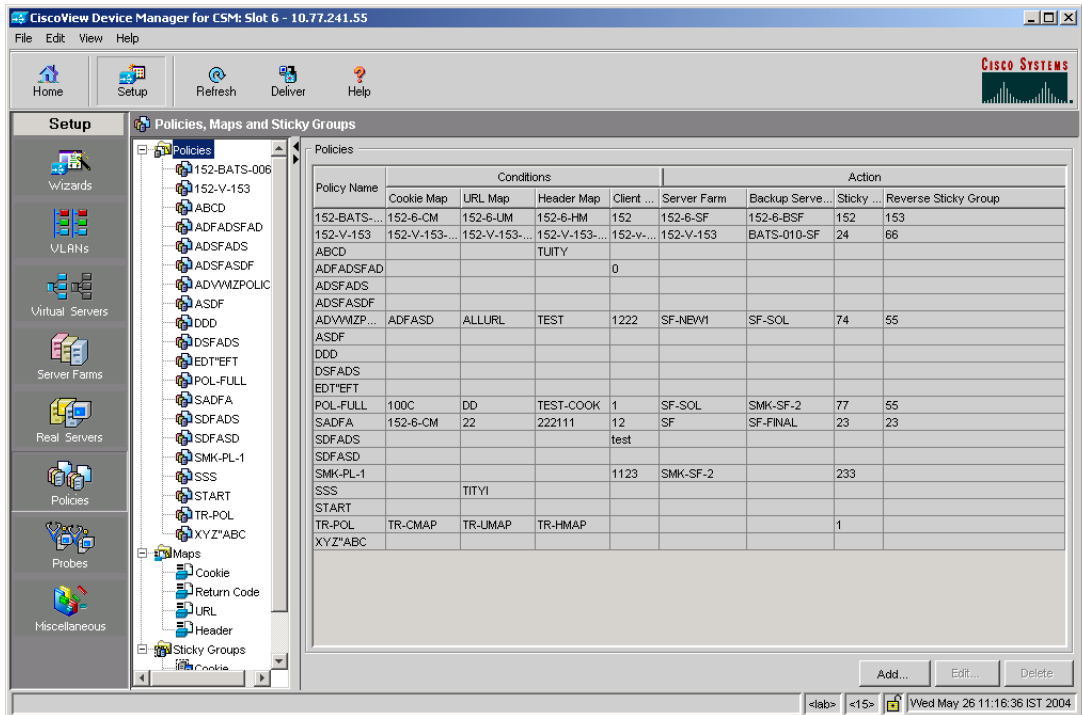 CiscoView Device Manager for CSM: Slot 6 - 10.77.241.55
File Edit View Help
Home Setup Refresh Deliver Help
CISCO SYSTEMS
Setup
Wizards
VLANs
Virtual Servers
Server Farms
Real Servers
Policies
Probes
Miscellaneous
Policies, Maps and Sticky Groups
Policies
152-BATS-006
152-V-153
ABCD
ADFADSFAD
ADSFADS
ADSFASDF
ADVWIZPOLIC
ASDF
DDD
DSFADS
EDT"EFT
POL-FULL
SADFA
SDFADS
SDFASD
SMK-PL-1
SSS
START
TR-POL
XYZ"ABC
Maps
Cookie
Return Code
URL
Header
Sticky Groups
Cookie
Policies
Policy Name Conditions Action
Cookie Map URL Map Header Map Client ... Server Farm Backup Serve... Sticky ... Reverse Sticky Group
152-BATS-... 152-6-CM 152-6-UM 152-6-HM 152 152-6-SF 152-6-BSF 152 153
152-V-153 152-V-153-... 152-V-153-... 152-V-153-... 152-v-... 152-V-153 BATS-010-SF 24 66
ABCD TUITY
ADFADSFAD 0
ADSFADS
ADSFASDF
ADVWIZP... ADFASD ALLURL TEST 1222 SF-NEW1 SF-SOL 74 55
ASDF
DDD
DSFADS
EDT"EFT
POL-FULL 100C DD TEST-COOK 1 SF-SOL SMK-SF-2 77 55
SADFA 152-6-CM 22 222111 12 SF SF-FINAL 23 23
SDFADS test
SDFASD
SMK-PL-1 1123 SMK-SF-2 233
SSS TITYI
START
TR-POL TR-CMAP TR-UMAP TR-HMAP 1
XYZ"ABC
Add... Edit... Delete
<lab> <15> Wed May 26 11:16:36 IST 2004